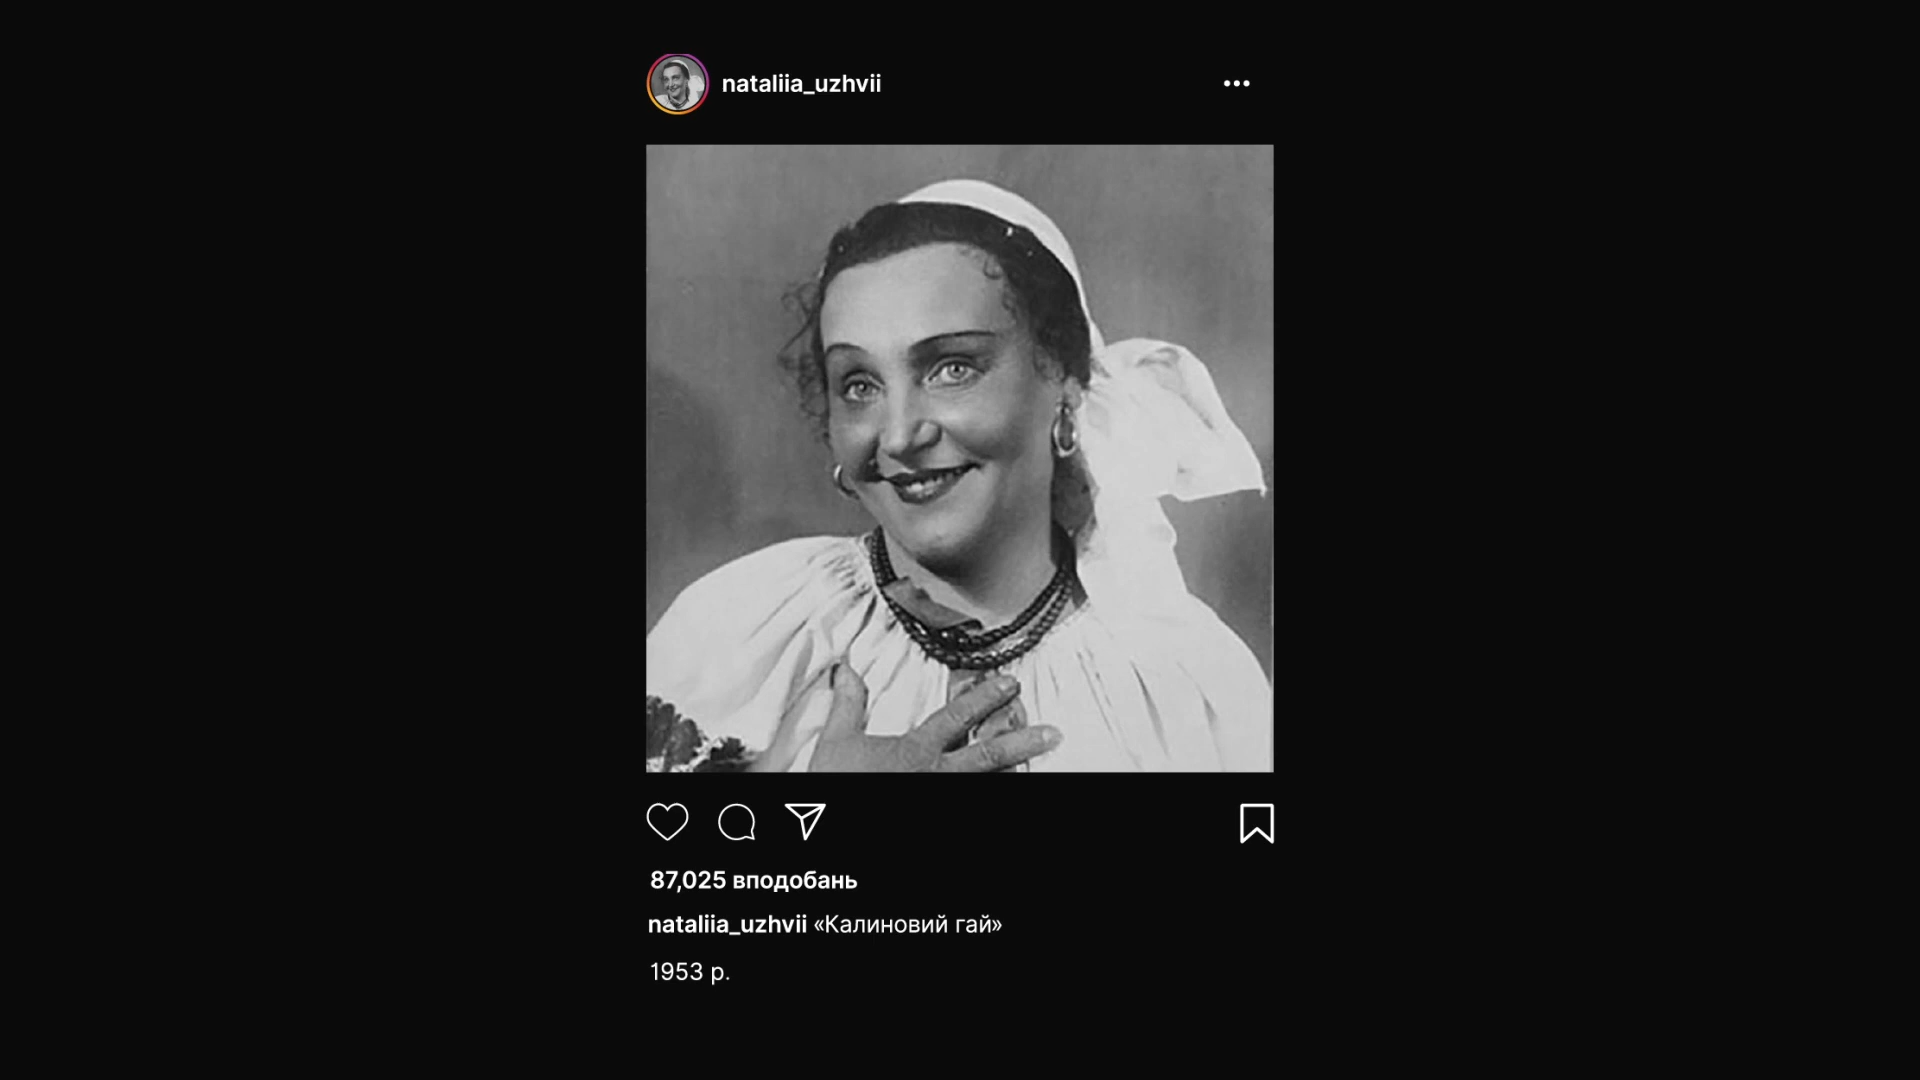 nataliia_uzhvii
87,025 вподобань
nataliia_uzhvii «Калиновий гай»
1953 р.